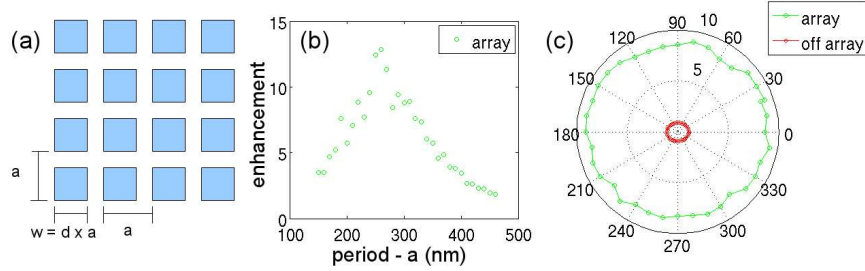 (a)
a
w = d x a
a
(b)
enhancement
15
10
5
0
100
200
300
400
500
period - a (nm)
array
(c)
array
off array
90
10
60
5
30
0
330
300
270
240
210
180
150
120